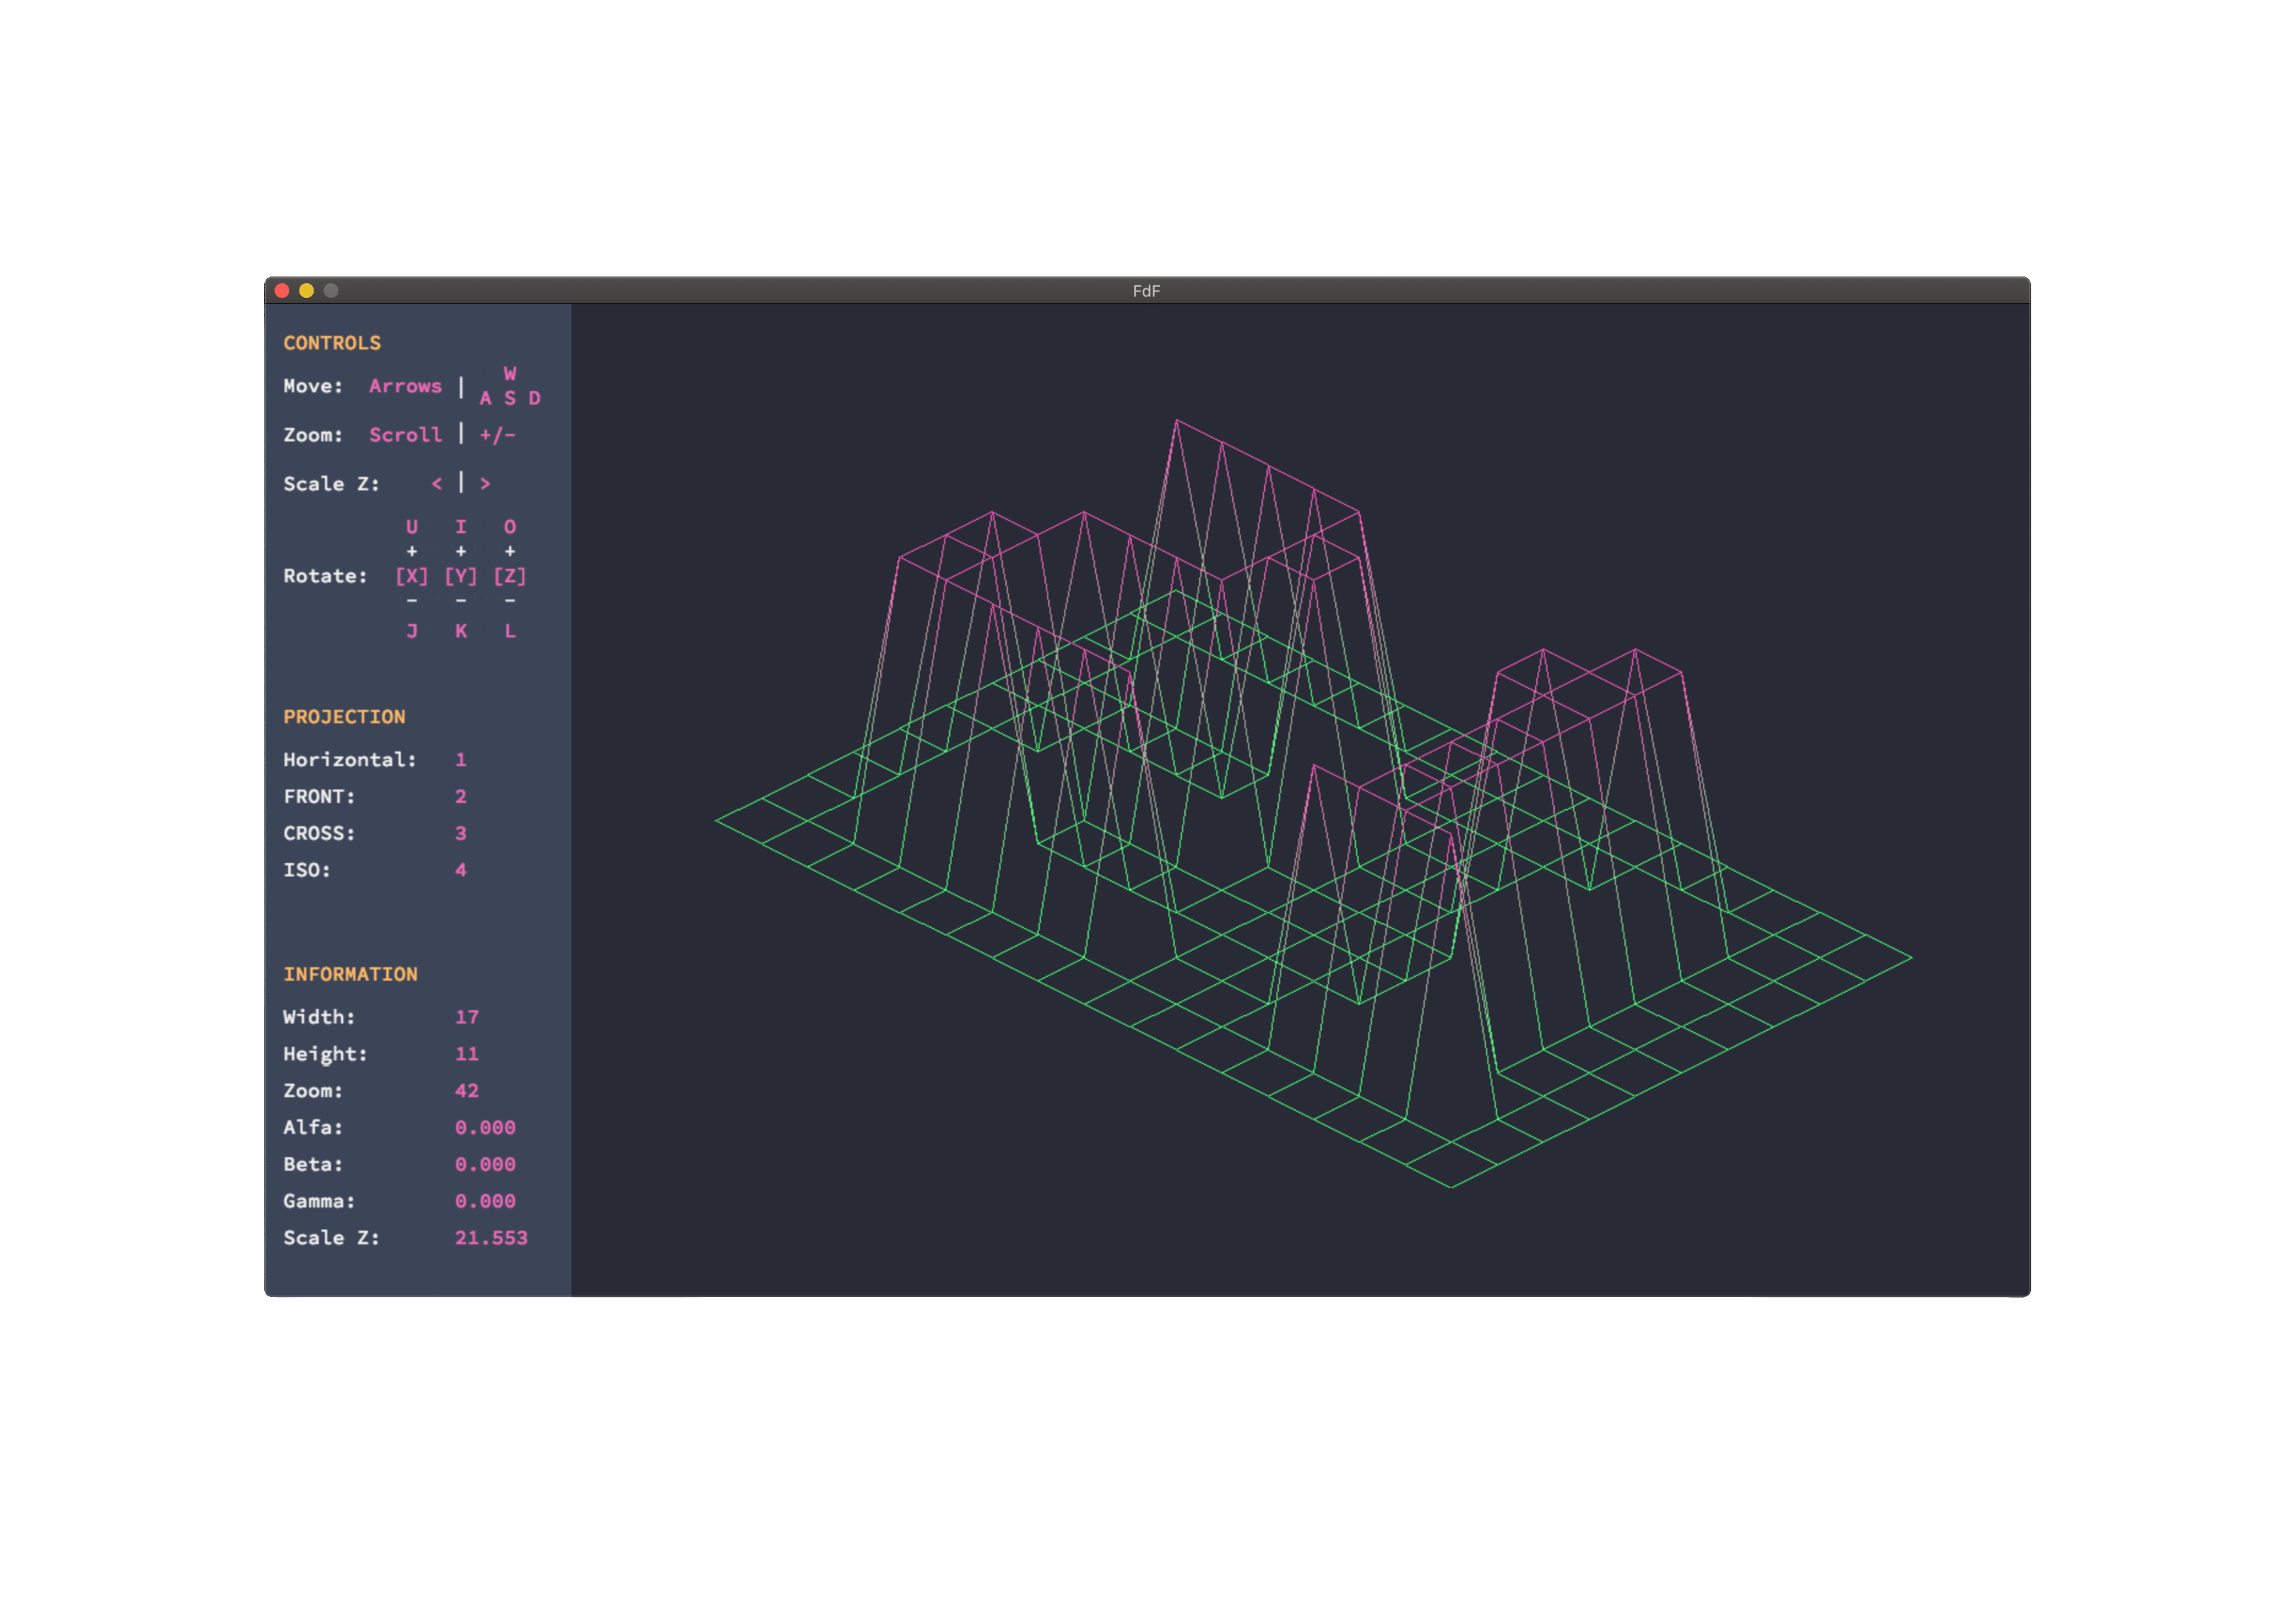 FdF
CONTROLS
W
Move: Arrows |
A S D
Zoom: Scroll | +/-
Scale Z: < | >
U I O
+ + +
Rotate: [X] [Y] [Z]
- - -
J K L
PROJECTION
Horizontal: 1
FRONT: 2
CROSS: 3
ISO: 4
INFORMATION
Width: 17
Height: 11
Zoom: 42
Alfa: 0.000
Beta: 0.000
Gamma: 0.000
Scale Z: 21.553